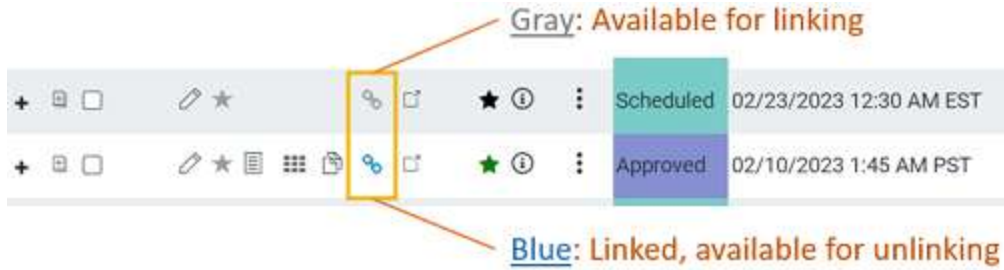 Gray: Available for linking
Scheduled 02/23/2023 12:30 AM EST
Approved 02/10/2023 1:45 AM PST
Blue: Linked, available for unlinking